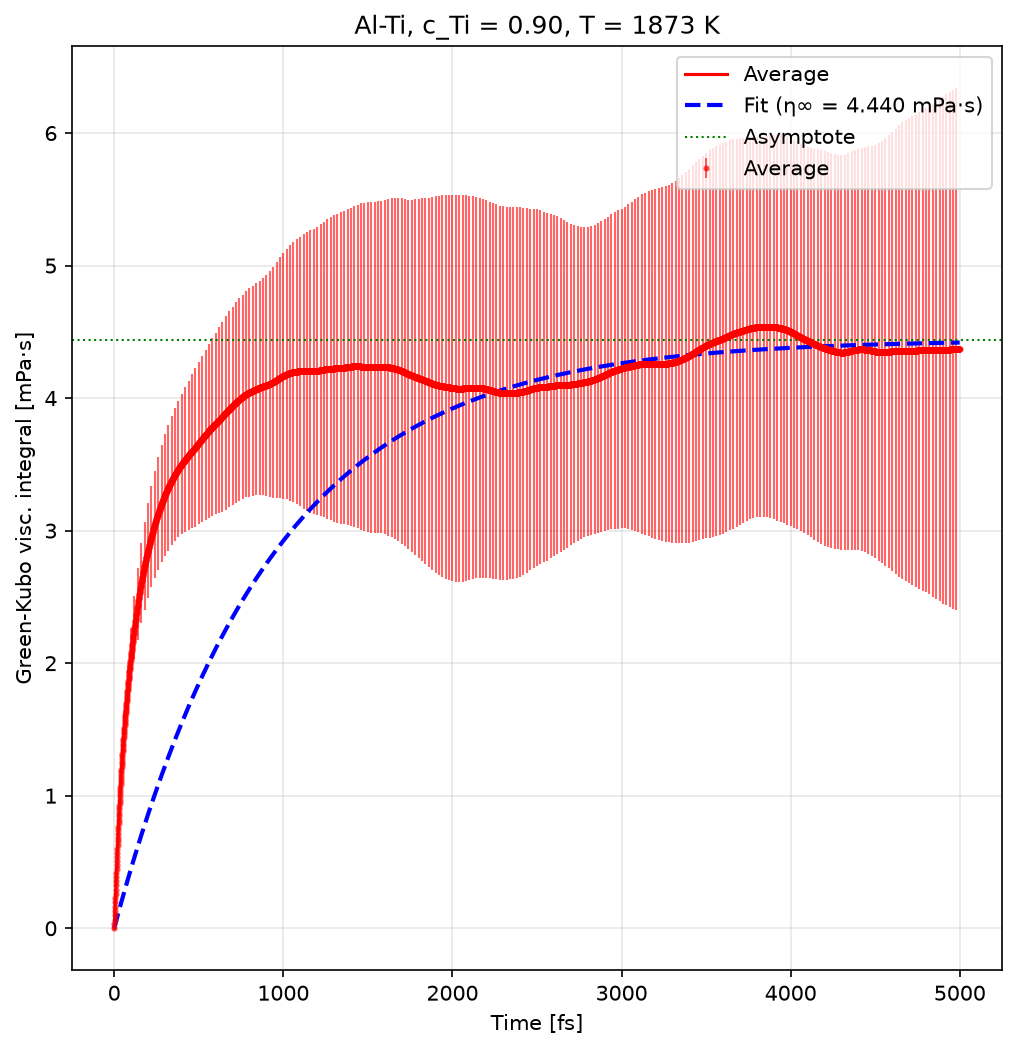 Al-Ti, c_Ti = 0.90, T = 1873 K
Average
Fit (η∞ = 4.440 mPa·s)
Asymptote
Average
Green-Kubo visc. integral [mPa·s]
6
5
4
3
2
1
0
0 1000 2000 3000 4000 5000
Time [fs]